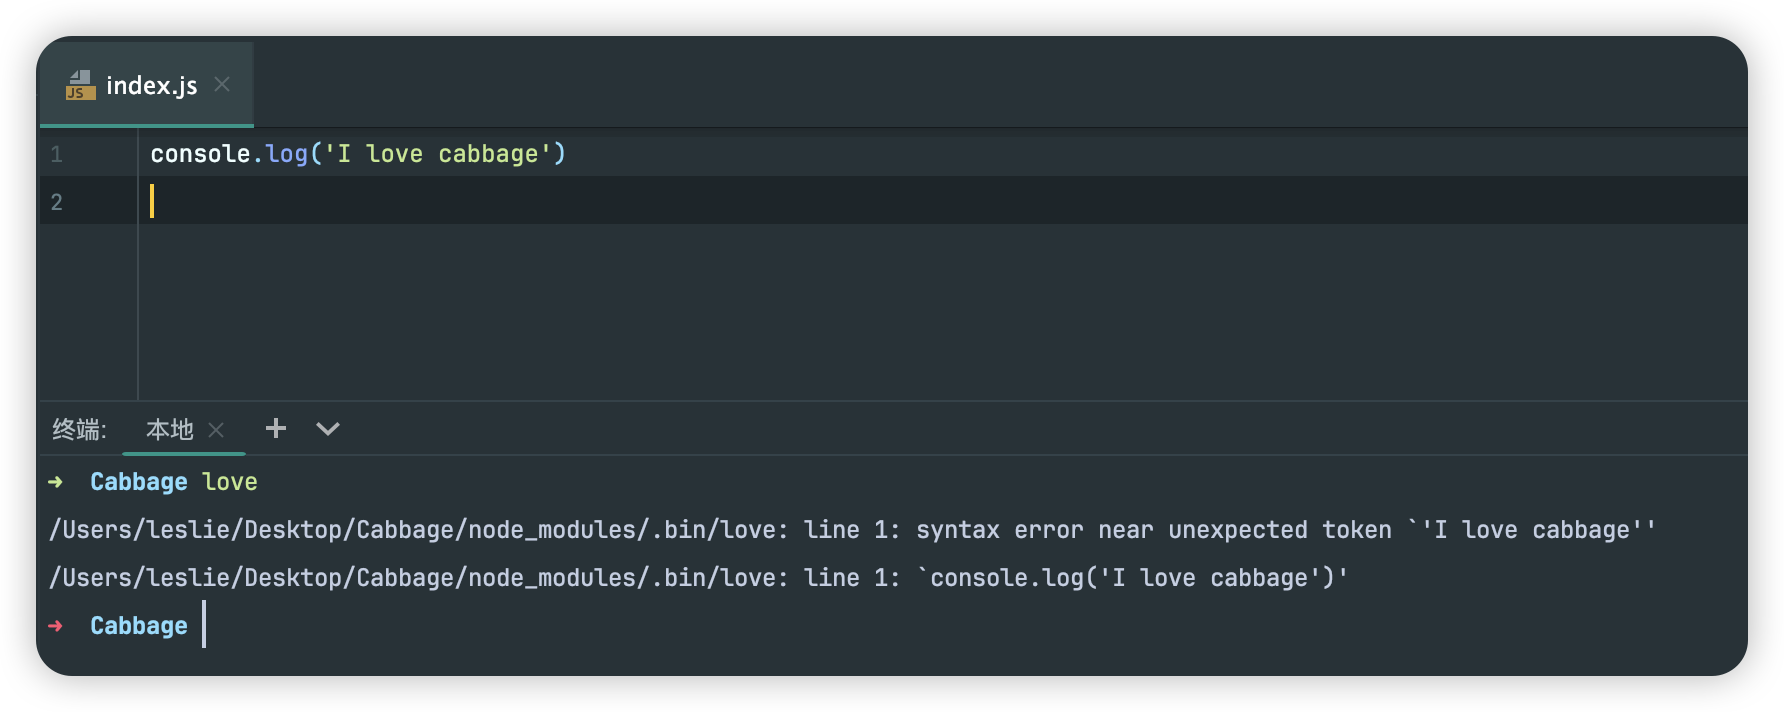 JS index.js
1 console.log('I love cabbage')
2
终端: 本地
→ Cabbage love
/Users/leslie/Desktop/Cabbage/node_modules/.bin/love: line 1: syntax error near unexpected token `'I love cabbage''
/Users/leslie/Desktop/Cabbage/node_modules/.bin/love: line 1: `console.log('I love cabbage')'
→ Cabbage